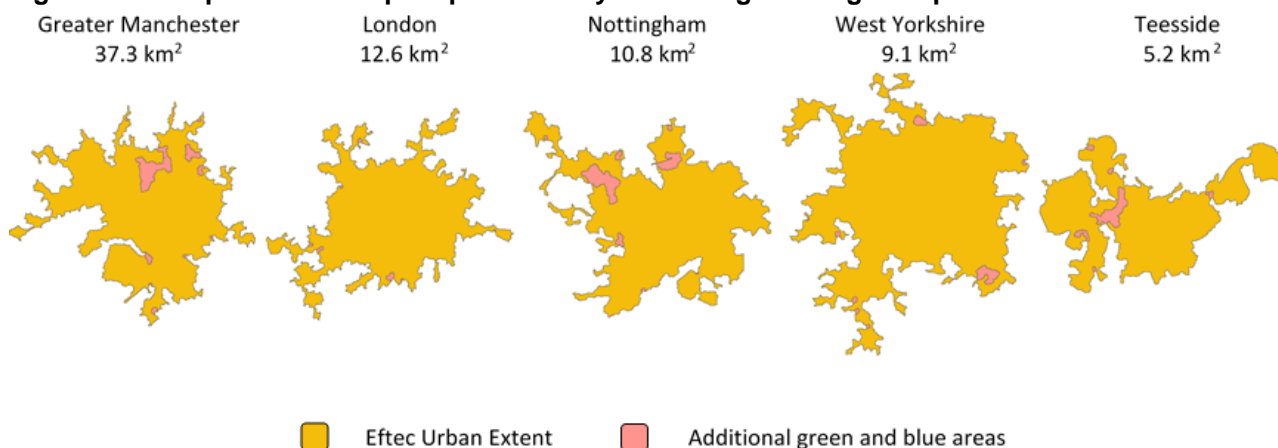 Greater Manchester
37.3 km²
London
12.6 km²
Nottingham
10.8 km²
West Yorkshire
9.1 km²
Teesside
5.2 km²
Eftec Urban Extent
Additional green and blue areas